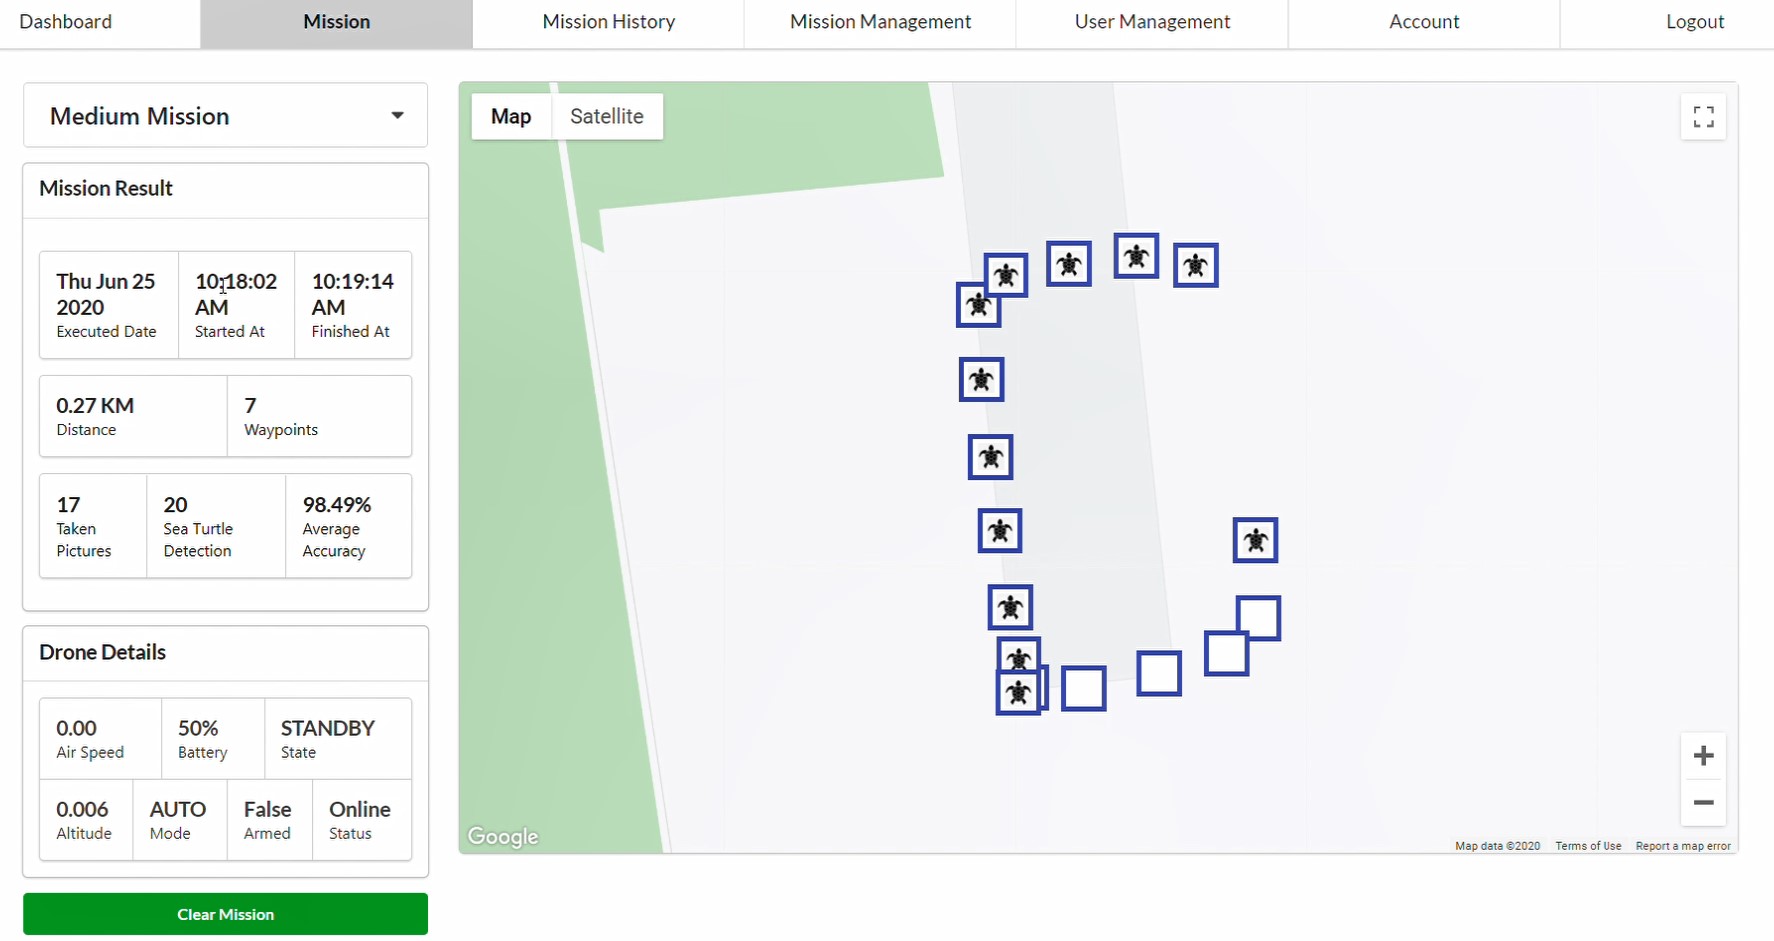 Dashboard
Mission
Mission History
Mission Management
User Management
Account
Logout
Medium Mission
Mission Result
Thu Jun 25
2020
Executed Date
10:18:02
AM
Started At
10:19:14
AM
Finished At
0.27 KM
Distance
7
Waypoints
17
Taken
Pictures
20
Sea Turtle
Detection
98.49%
Average
Accuracy
Drone Details
0.00
Air Speed
50%
Battery
STANDBY
State
0.006
Altitude
AUTO
Mode
False
Armed
Online
Status
Clear Mission
Map
Satellite
Google
Map data ©2020
Terms of Use
Report a map error